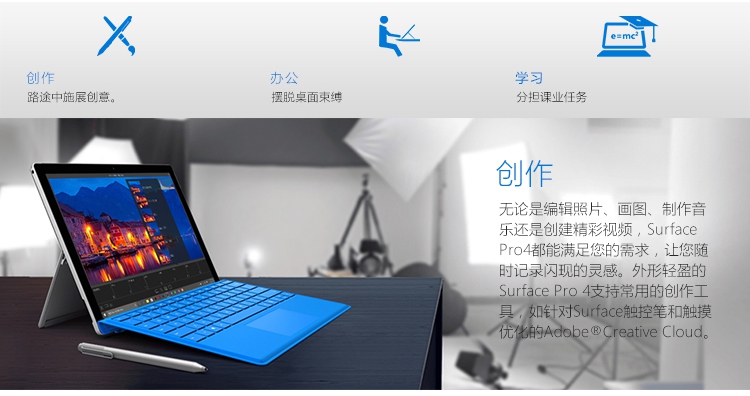 e=mc²
创作
办公
学习
路途中施展创意。
摆脱桌面束缚
分担课业任务
创作
无论是编辑照片、画图、制作音
乐还是创建精彩视频，Surface
Pro4都能满足您的需求，让您随
时记录闪现的灵感。外形轻盈的
Surface Pro 4支持常用的创作工
具，如针对Surface触控笔和触摸
优化的Adobe®Creative Cloud。